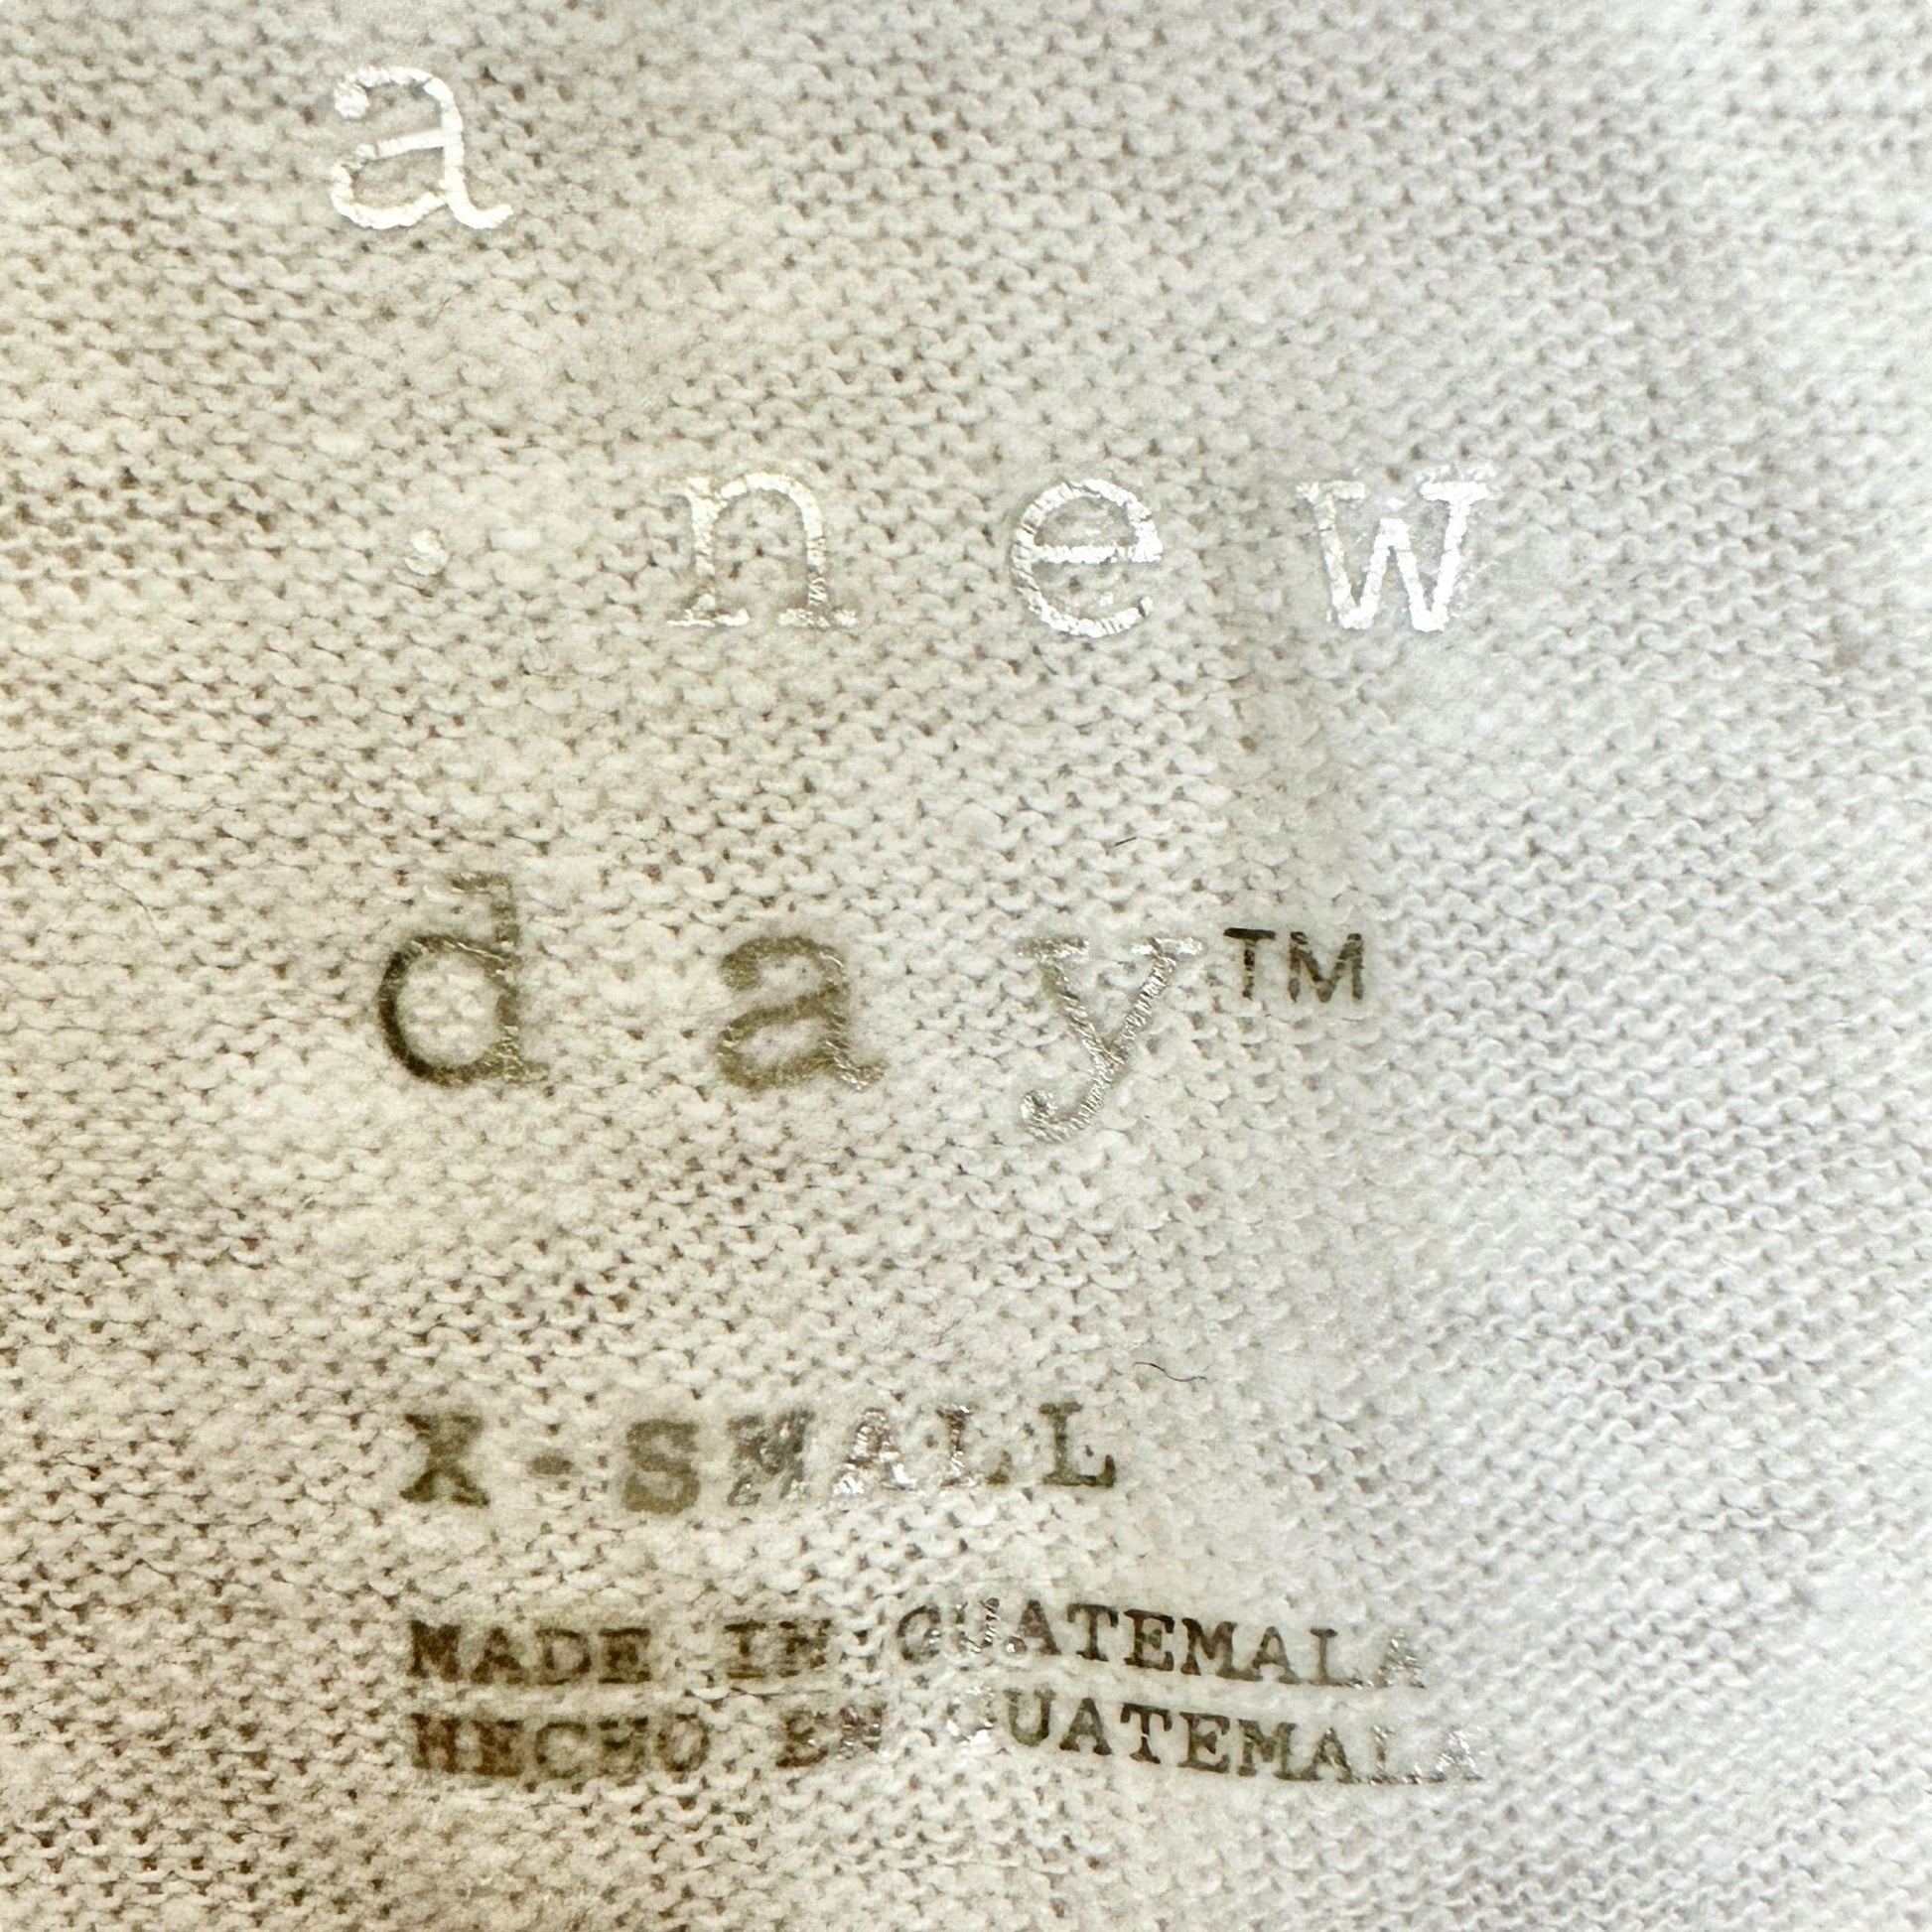 a
· new
day™
X-SMALL
MADE IN GUATEMALA
HECHO EN GUATEMALA